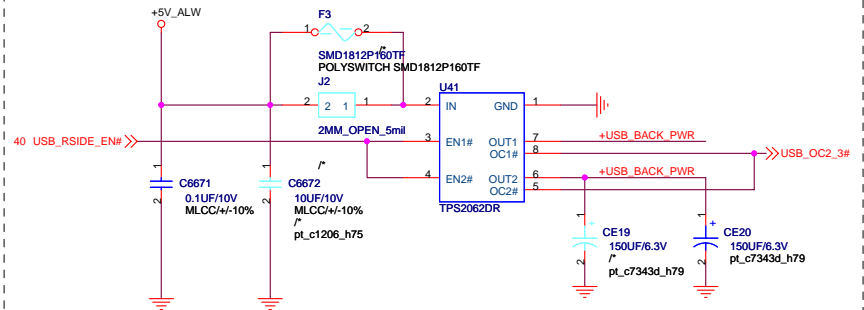 +5V_ALW
F3
1 2
SMD1812P160TF
/*
POLYSWITCH SMD1812P160TF
J2
2 2 1 1
2MM_OPEN_5mil
U41
2 IN GND 1
40 USB_RSIDE_EN#
3 EN1# OUT1 7 +USB_BACK_PWR
OC1# 8 USB_OC2_3#
4 EN2# OUT2 6 +USB_BACK_PWR
OC2# 5
TPS2062DR
1
C6671
0.1UF/10V
MLCC/+/-10%
2
/*
1
C6672
10UF/10V
MLCC/+/-10%
/*
pt_c1206_h75
2
1
+
CE19
150UF/6.3V
/*
pt_c7343d_h79
2
1
+
CE20
150UF/6.3V
pt_c7343d_h79
2